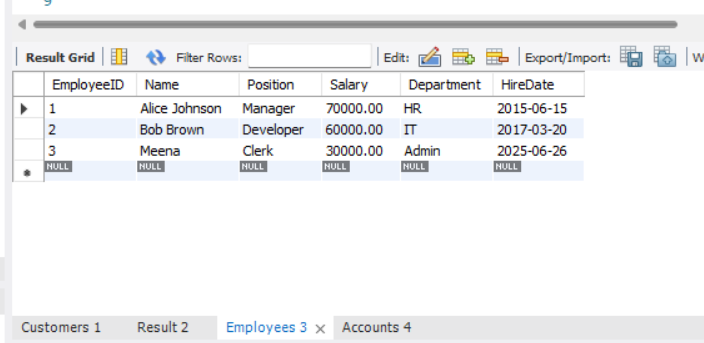 9
Result Grid Filter Rows: Edit: Export/Import: W
EmployeeID Name Position Salary Department HireDate
1 Alice Johnson Manager 70000.00 HR 2015-06-15
2 Bob Brown Developer 60000.00 IT 2017-03-20
3 Meena Clerk 30000.00 Admin 2025-06-26
NULL NULL NULL NULL NULL NULL
Customers 1 Result 2 Employees 3 Accounts 4